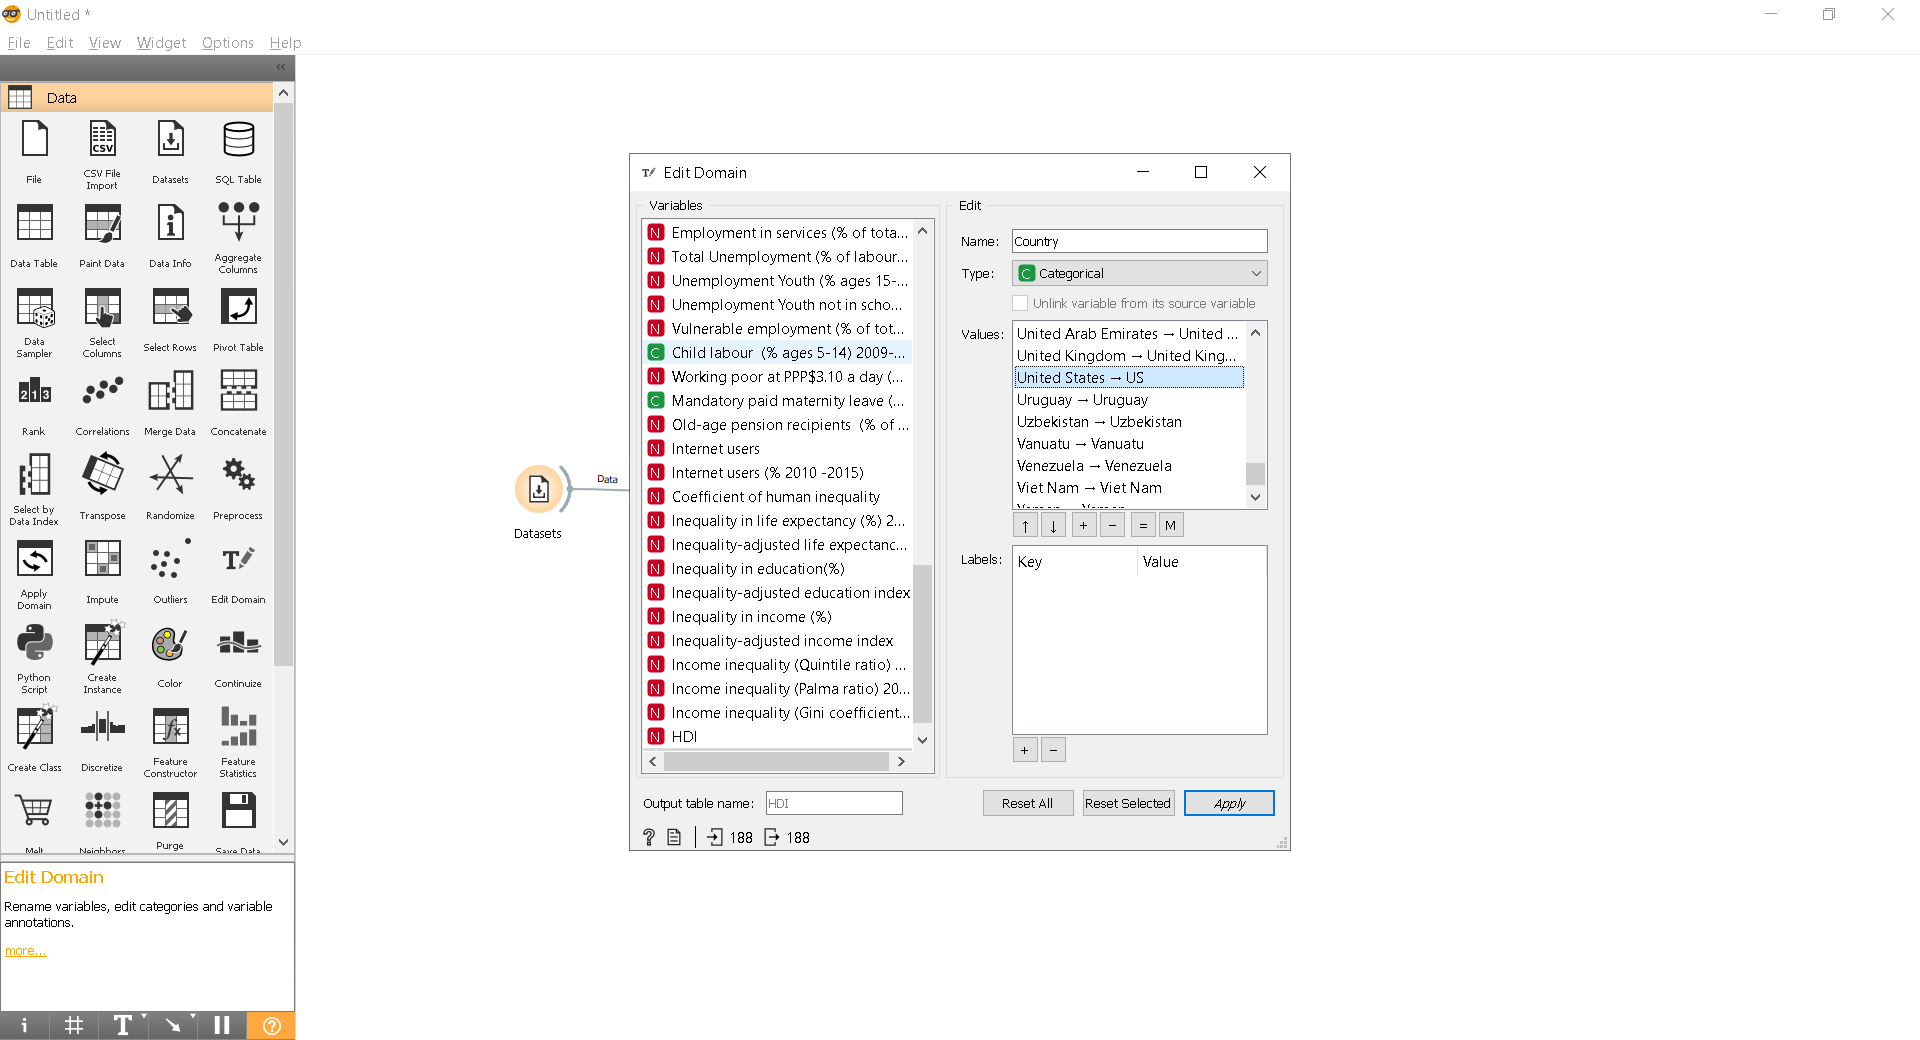 Untitled *
File Edit View Widget Options Help
Data
File
CSV File Import
Datasets
SQL Table
Data Table
Paint Data
Data Info
Aggregate Columns
Data Sampler
Select Columns
Select Rows
Pivot Table
Rank
Correlations
Merge Data
Concatenate
Select by Data Index
Transpose
Randomize
Preprocess
Apply Domain
Impute
Outliers
Edit Domain
Python Script
Create Instance
Color
Continuize
Create Class
Discretize
Feature Constructor
Feature Statistics
Melt
Neighbors
Purge
Save Data
Edit Domain
Rename variables, edit categories and variable
annotations.
more...
Data
Datasets
Edit Domain
Variables
N Employment in services (% of tota...
N Total Unemployment (% of labour...
N Unemployment Youth (% ages 15-...
N Unemployment Youth not in scho...
N Vulnerable employment (% of tot...
C Child labour (% ages 5-14) 2009-...
N Working poor at PPP$3.10 a day (...
C Mandatory paid maternity leave (...
N Old-age pension recipients (% of ...
N Internet users
N Internet users (% 2010 -2015)
N Coefficient of human inequality
N Inequality in life expectancy (%) 2...
N Inequality-adjusted life expectanc...
N Inequality in education(%)
N Inequality-adjusted education index
N Inequality in income (%)
N Inequality-adjusted income index
N Income inequality (Quintile ratio) ...
N Income inequality (Palma ratio) 20...
N Income inequality (Gini coefficient...
N HDI
Edit
Name: Country
Type: C Categorical
Unlink variable from its source variable
Values:
United Arab Emirates → United ...
United Kingdom → United King...
United States → US
Uruguay → Uruguay
Uzbekistan → Uzbekistan
Vanuatu → Vanuatu
Venezuela → Venezuela
Viet Nam → Viet Nam
Yemen → Yemen
↑ ↓ + − = M
Labels:
Key Value
+ −
Output table name: HDI
Reset All Reset Selected Apply
? 188 188